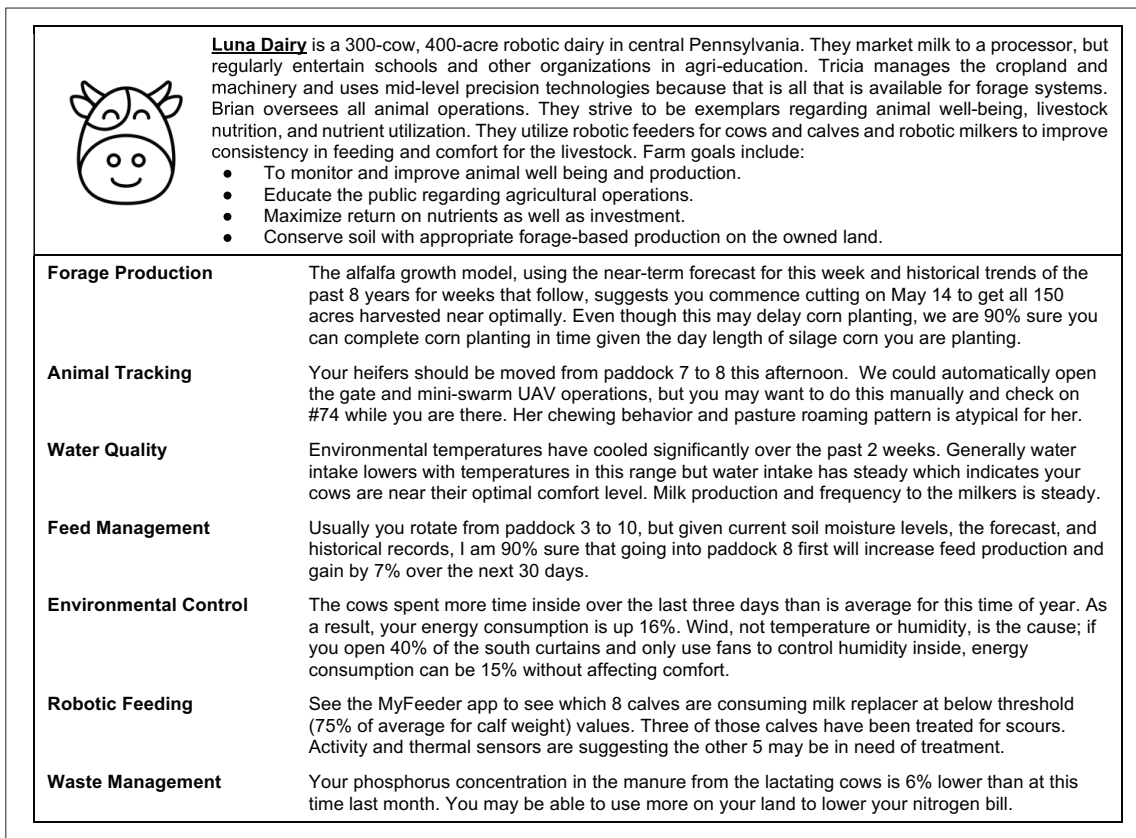 Luna Dairy is a 300-cow, 400-acre robotic dairy in central Pennsylvania. They market milk to a processor, but
regularly entertain schools and other organizations in agri-education. Tricia manages the cropland and
machinery and uses mid-level precision technologies because that is all that is available for forage systems.
Brian oversees all animal operations. They strive to be exemplars regarding animal well-being, livestock
nutrition, and nutrient utilization. They utilize robotic feeders for cows and calves and robotic milkers to improve
consistency in feeding and comfort for the livestock. Farm goals include:
● To monitor and improve animal well being and production.
● Educate the public regarding agricultural operations.
● Maximize return on nutrients as well as investment.
● Conserve soil with appropriate forage-based production on the owned land.
Forage Production The alfalfa growth model, using the near-term forecast for this week and historical trends of the
past 8 years for weeks that follow, suggests you commence cutting on May 14 to get all 150
acres harvested near optimally. Even though this may delay corn planting, we are 90% sure you
can complete corn planting in time given the day length of silage corn you are planting.
Animal Tracking Your heifers should be moved from paddock 7 to 8 this afternoon. We could automatically open
the gate and mini-swarm UAV operations, but you may want to do this manually and check on
#74 while you are there. Her chewing behavior and pasture roaming pattern is atypical for her.
Water Quality Environmental temperatures have cooled significantly over the past 2 weeks. Generally water
intake lowers with temperatures in this range but water intake has steady which indicates your
cows are near their optimal comfort level. Milk production and frequency to the milkers is steady.
Feed Management Usually you rotate from paddock 3 to 10, but given current soil moisture levels, the forecast, and
historical records, I am 90% sure that going into paddock 8 first will increase feed production and
gain by 7% over the next 30 days.
Environmental Control The cows spent more time inside over the last three days than is average for this time of year. As
a result, your energy consumption is up 16%. Wind, not temperature or humidity, is the cause; if
you open 40% of the south curtains and only use fans to control humidity inside, energy
consumption can be 15% without affecting comfort.
Robotic Feeding See the MyFeeder app to see which 8 calves are consuming milk replacer at below threshold
(75% of average for calf weight) values. Three of those calves have been treated for scours.
Activity and thermal sensors are suggesting the other 5 may be in need of treatment.
Waste Management Your phosphorus concentration in the manure from the lactating cows is 6% lower than at this
time last month. You may be able to use more on your land to lower your nitrogen bill.